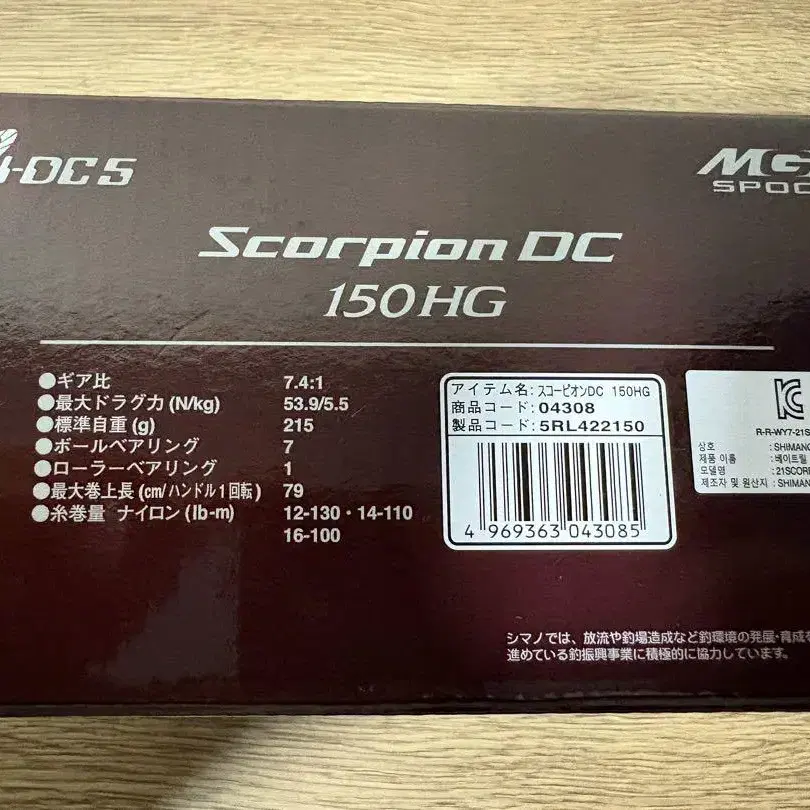 I-DC5
MG
SPOO
Scorpion DC
150HG
●ギア比 7.4:1
●最大ドラグ力(N/kg) 53.9/5.5
●標準自重(g) 215
●ボールベアリング 7
●ローラーベアリング 1
●最大巻上長(cm/ハンドル1回転) 79
●糸巻量 ナイロン(lb-m) 12-130・14-110
16-100
アイテム名: スコーピオンDC 150HG
商品コード: 04308
製品コード: 5RL422150
4 969363 043085
R-R-WY7-21S
상호 : SHIMANO
제품 이름 : 베이트릴
모델명 : 21SCORP
제조자 및 원산지 : SHIMAN
シマノでは、放流や釣場造成など釣環境の発展・育成を
進めている釣振興事業に積極的に協力しています。